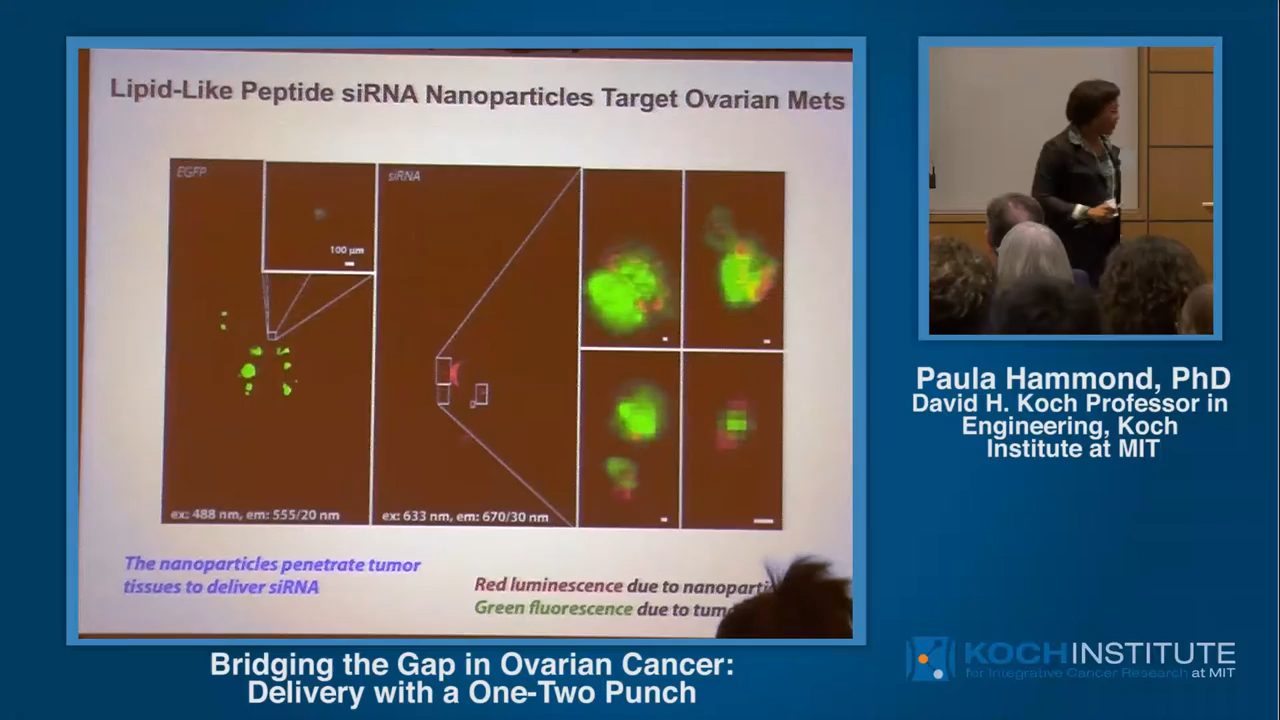 Lipid-Like Peptide siRNA Nanoparticles Target Ovarian Mets
EGFP
100 µm
siRNA
ex: 488 nm, em: 555/20 nm
ex: 633 nm, em: 670/30 nm
The nanoparticles penetrate tumor
tissues to deliver siRNA
Red luminescence due to
Green fluorescence due to
Paula Hammond, PhD
David H. Koch Professor in
Engineering, Koch
Institute at MIT
Bridging the Gap in Ovarian Cancer:
Delivery with a One-Two Punch
KOCH INSTITUTE
for Integrative Cancer Research at MIT